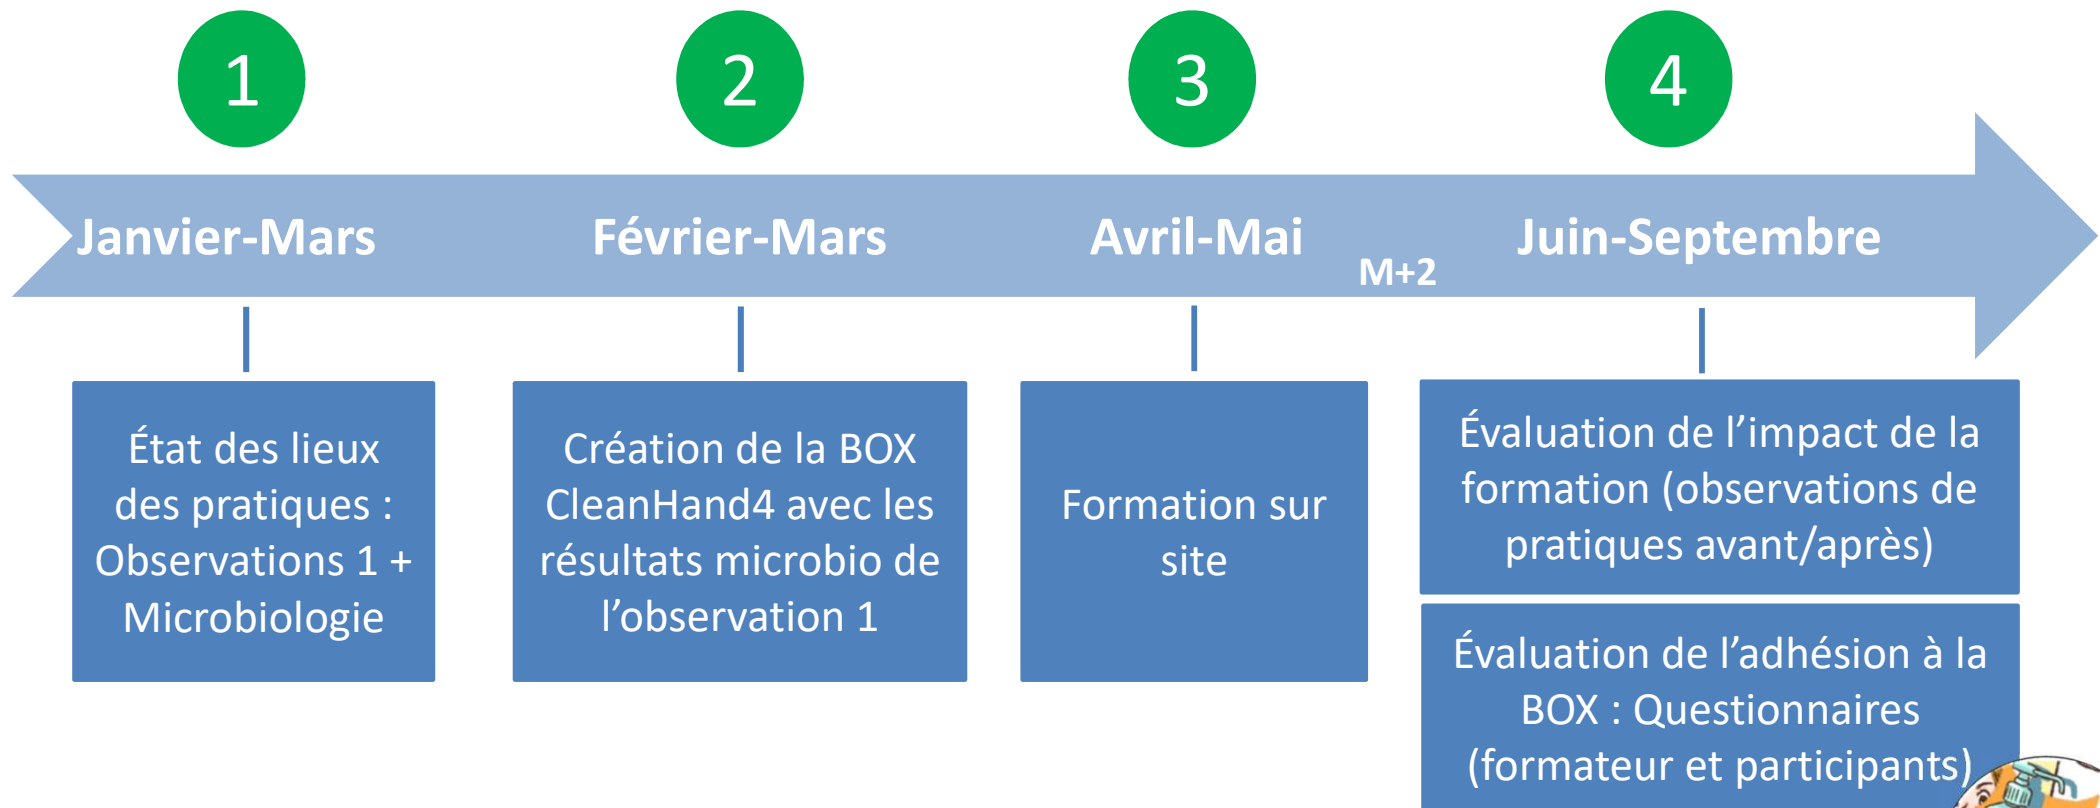 1
2
3
4
Janvier-Mars
Février-Mars
Avril-Mai
M+2
Juin-Septembre
État des lieux
des pratiques :
Observations 1 +
Microbiologie
Création de la BOX
CleanHand4 avec les
résultats microbio de
l’observation 1
Formation sur
site
Évaluation de l’impact de la
formation (observations de
pratiques avant/après)
Évaluation de l’adhésion à la
BOX : Questionnaires
(formateur et participants)